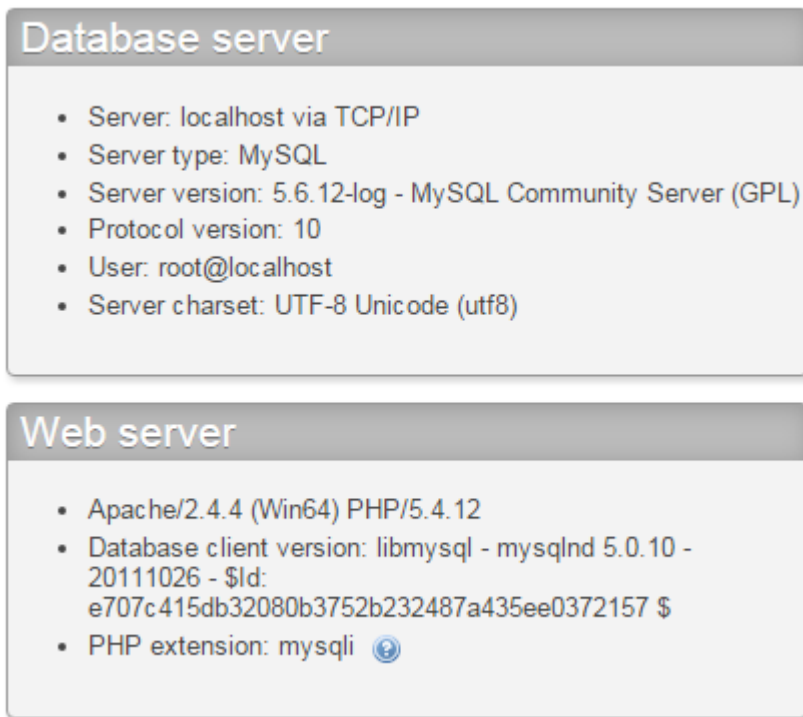 Database server
Server: localhost via TCP/IP
Server type: MySQL
Server version: 5.6.12-log - MySQL Community Server (GPL)
Protocol version: 10
User: root@localhost
Server charset: UTF-8 Unicode (utf8)
Web server
Apache/2.4.4 (Win64) PHP/5.4.12
Database client version: libmysql - mysqlnd 5.0.10 -
20111026 - $Id:
e707c415db32080b3752b232487a435ee0372157 $
PHP extension: mysqli ?